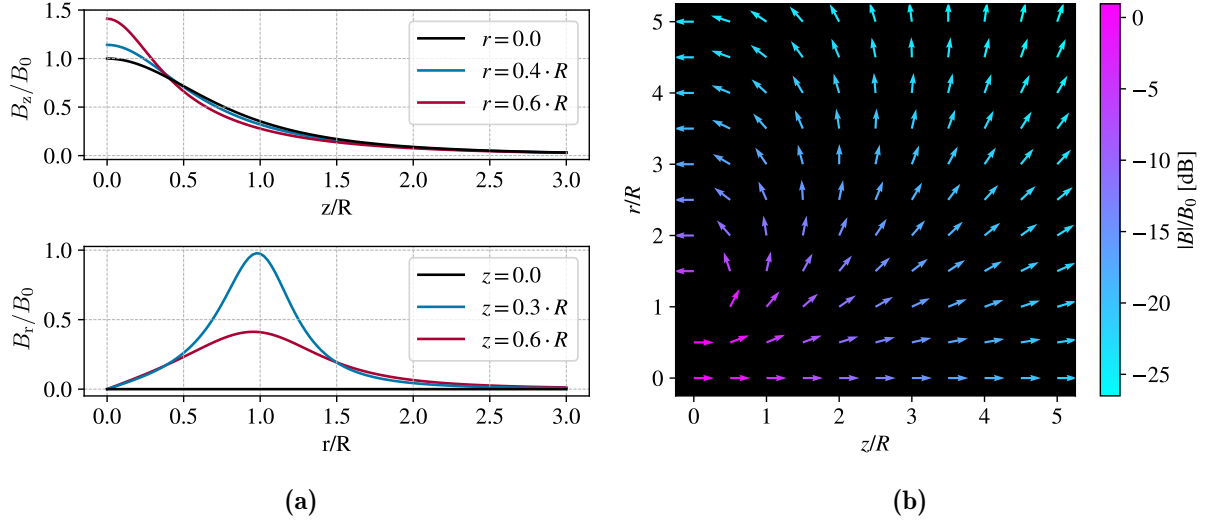 1.5
1.0
0.5
0.0
B_z/B_0
r = 0.0
r = 0.4 · R
r = 0.6 · R
0.0 0.5 1.0 1.5 2.0 2.5 3.0
z/R
1.0
0.5
0.0
B_r/B_0
z = 0.0
z = 0.3 · R
z = 0.6 · R
0.0 0.5 1.0 1.5 2.0 2.5 3.0
r/R
(a)
5
4
3
2
1
0
r/R
0 1 2 3 4 5
z/R
0
−5
−10
−15
−20
−25
|B|/B_0 [dB]
(b)